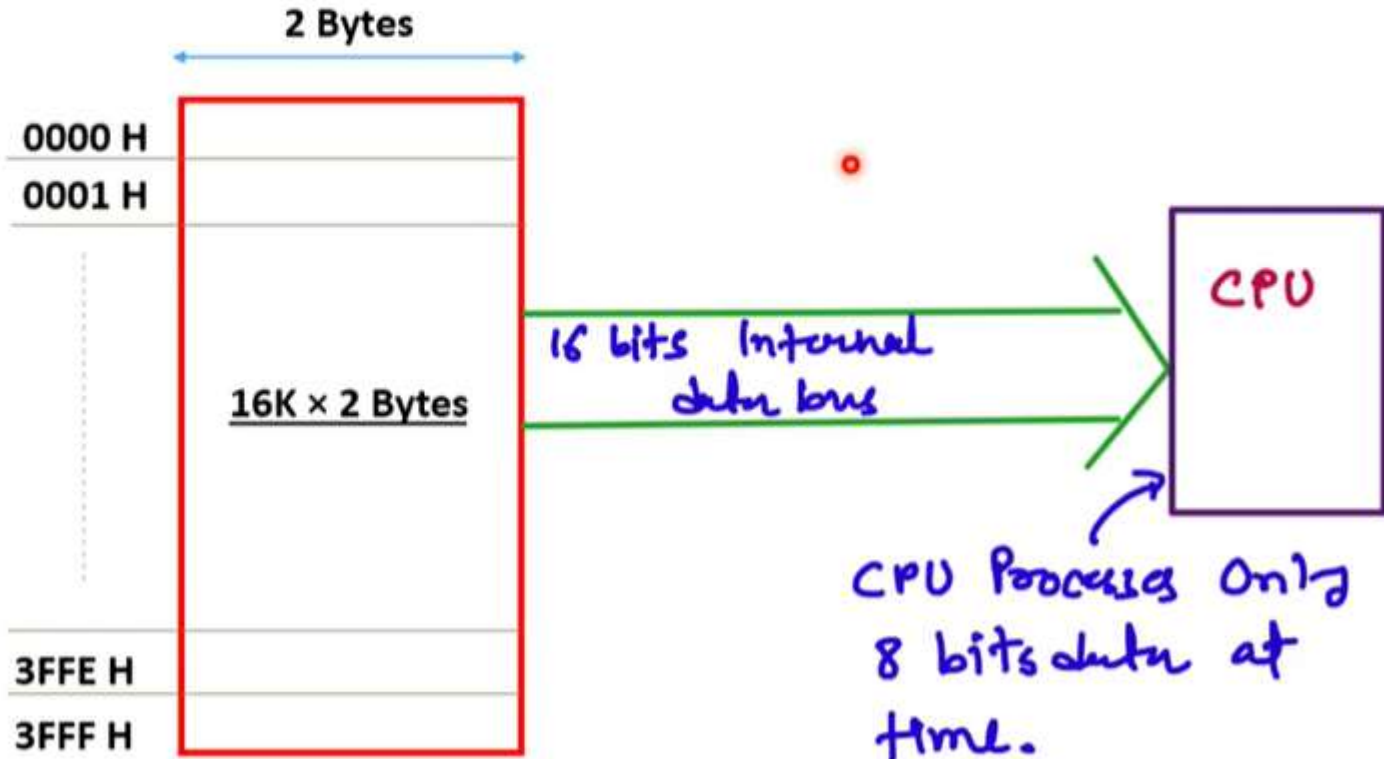 2 Bytes
0000 H
0001 H
16 bits Internal
data bus
CPU
16K × 2 Bytes
CPU Processes Only
8 bits data at
time.
3FFE H
3FFF H